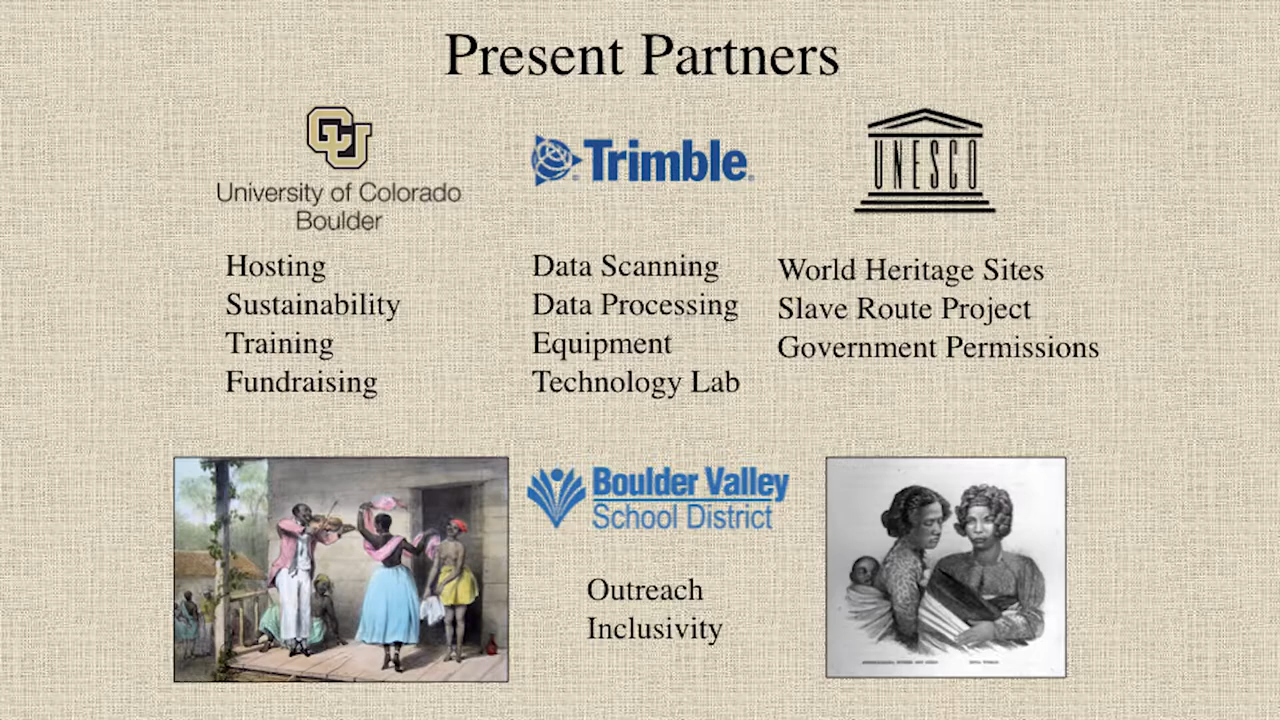 Present Partners
CU
University of Colorado
Boulder
Hosting
Sustainability
Training
Fundraising
Trimble
Data Scanning
Data Processing
Equipment
Technology Lab
UNESCO
World Heritage Sites
Slave Route Project
Government Permissions
Boulder Valley
School District
Outreach
Inclusivity